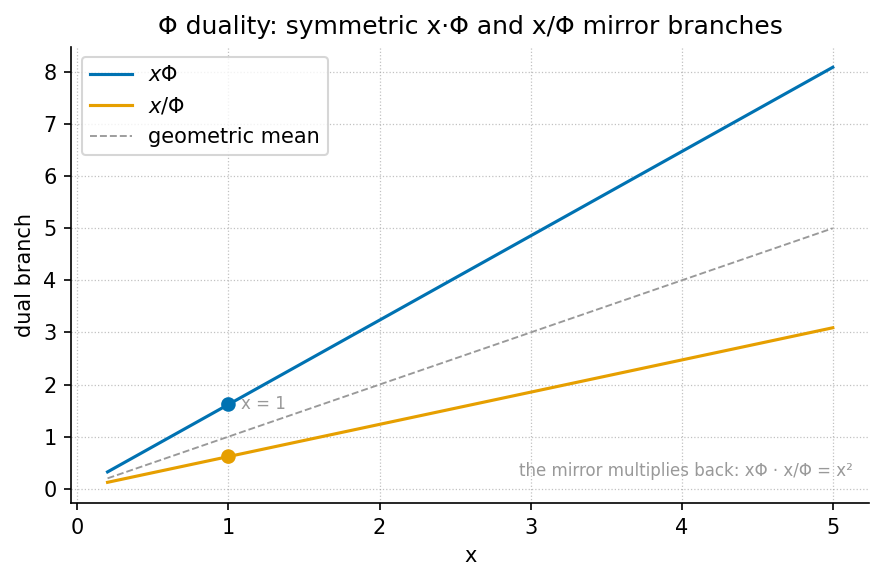 Φ duality: symmetric x·Φ and x/Φ mirror branches
xΦ
x/Φ
geometric mean
8
7
6
5
4
3
2
1
0
dual branch
x = 1
the mirror multiplies back: xΦ · x/Φ = x²
0
1
2
3
4
5
x